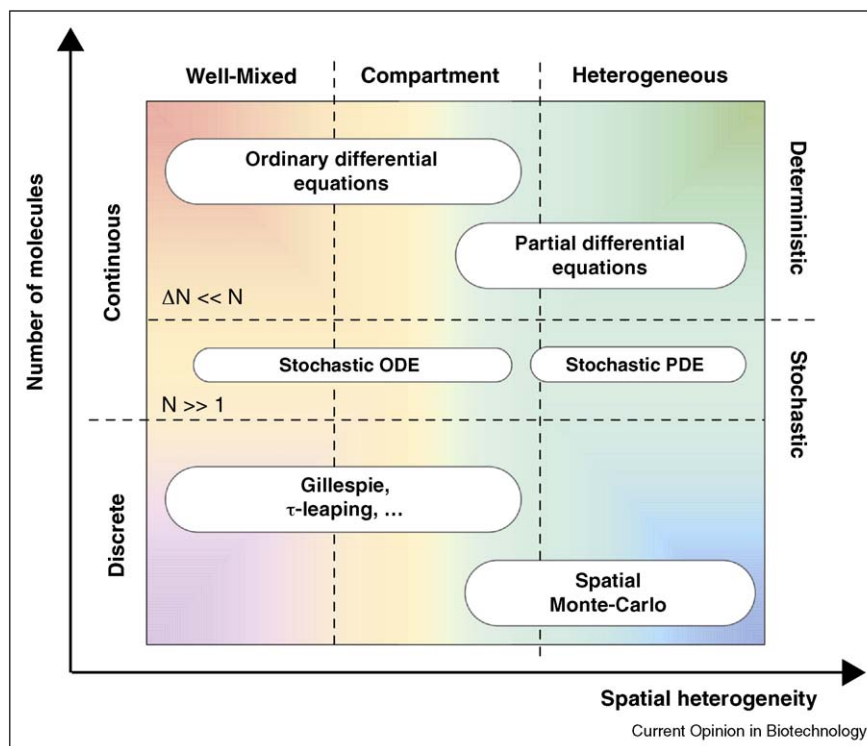 Well-Mixed
Compartment
Heterogeneous
Number of molecules
Continuous
Discrete
Deterministic
Stochastic
Ordinary differential
equations
Partial differential
equations
ΔN << N
Stochastic ODE
Stochastic PDE
N >> 1
Gillespie,
τ-leaping, ...
Spatial
Monte-Carlo
Spatial heterogeneity
Current Opinion in Biotechnology